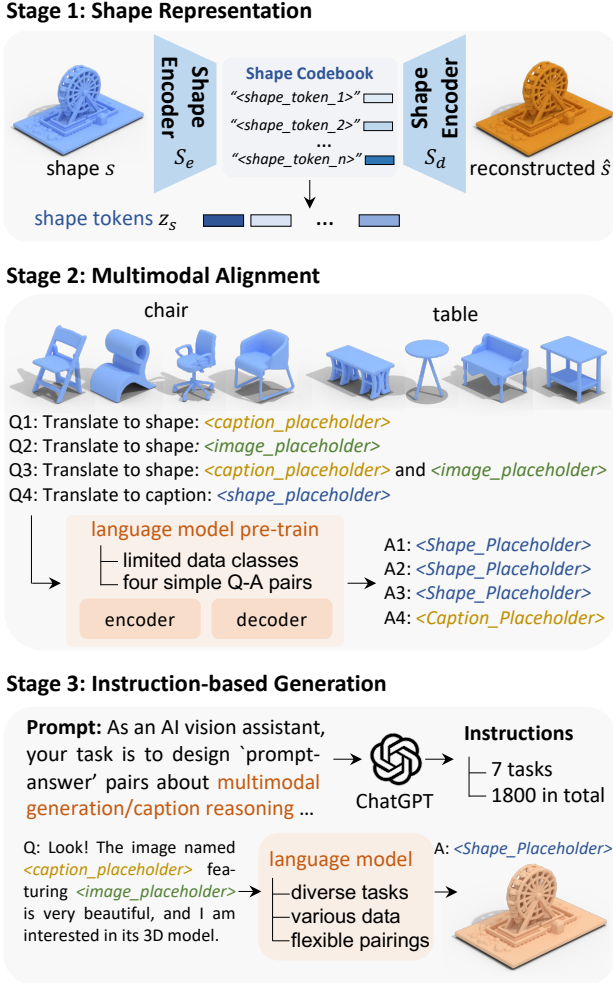 Stage 1: Shape Representation
Shape Encoder
S_e
Shape Codebook
“<shape_token_1>”
“<shape_token_2>”
...
“<shape_token_n>”
Shape Encoder
S_d
shape s
reconstructed ŝ
shape tokens z_s
...
Stage 2: Multimodal Alignment
chair
table
Q1: Translate to shape: <caption_placeholder>
Q2: Translate to shape: <image_placeholder>
Q3: Translate to shape: <caption_placeholder> and <image_placeholder>
Q4: Translate to caption: <shape_placeholder>
language model pre-train
limited data classes
four simple Q-A pairs
encoder
decoder
A1: <Shape_Placeholder>
A2: <Shape_Placeholder>
A3: <Shape_Placeholder>
A4: <Caption_Placeholder>
Stage 3: Instruction-based Generation
Prompt: As an AI vision assistant,
your task is to design `prompt-
answer’ pairs about multimodal
generation/caption reasoning ...
ChatGPT
Instructions
7 tasks
1800 in total
Q: Look! The image named
<caption_placeholder> fea-
turing <image_placeholder>
is very beautiful, and I am
interested in its 3D model.
language model
diverse tasks
various data
flexible pairings
A: <Shape_Placeholder>